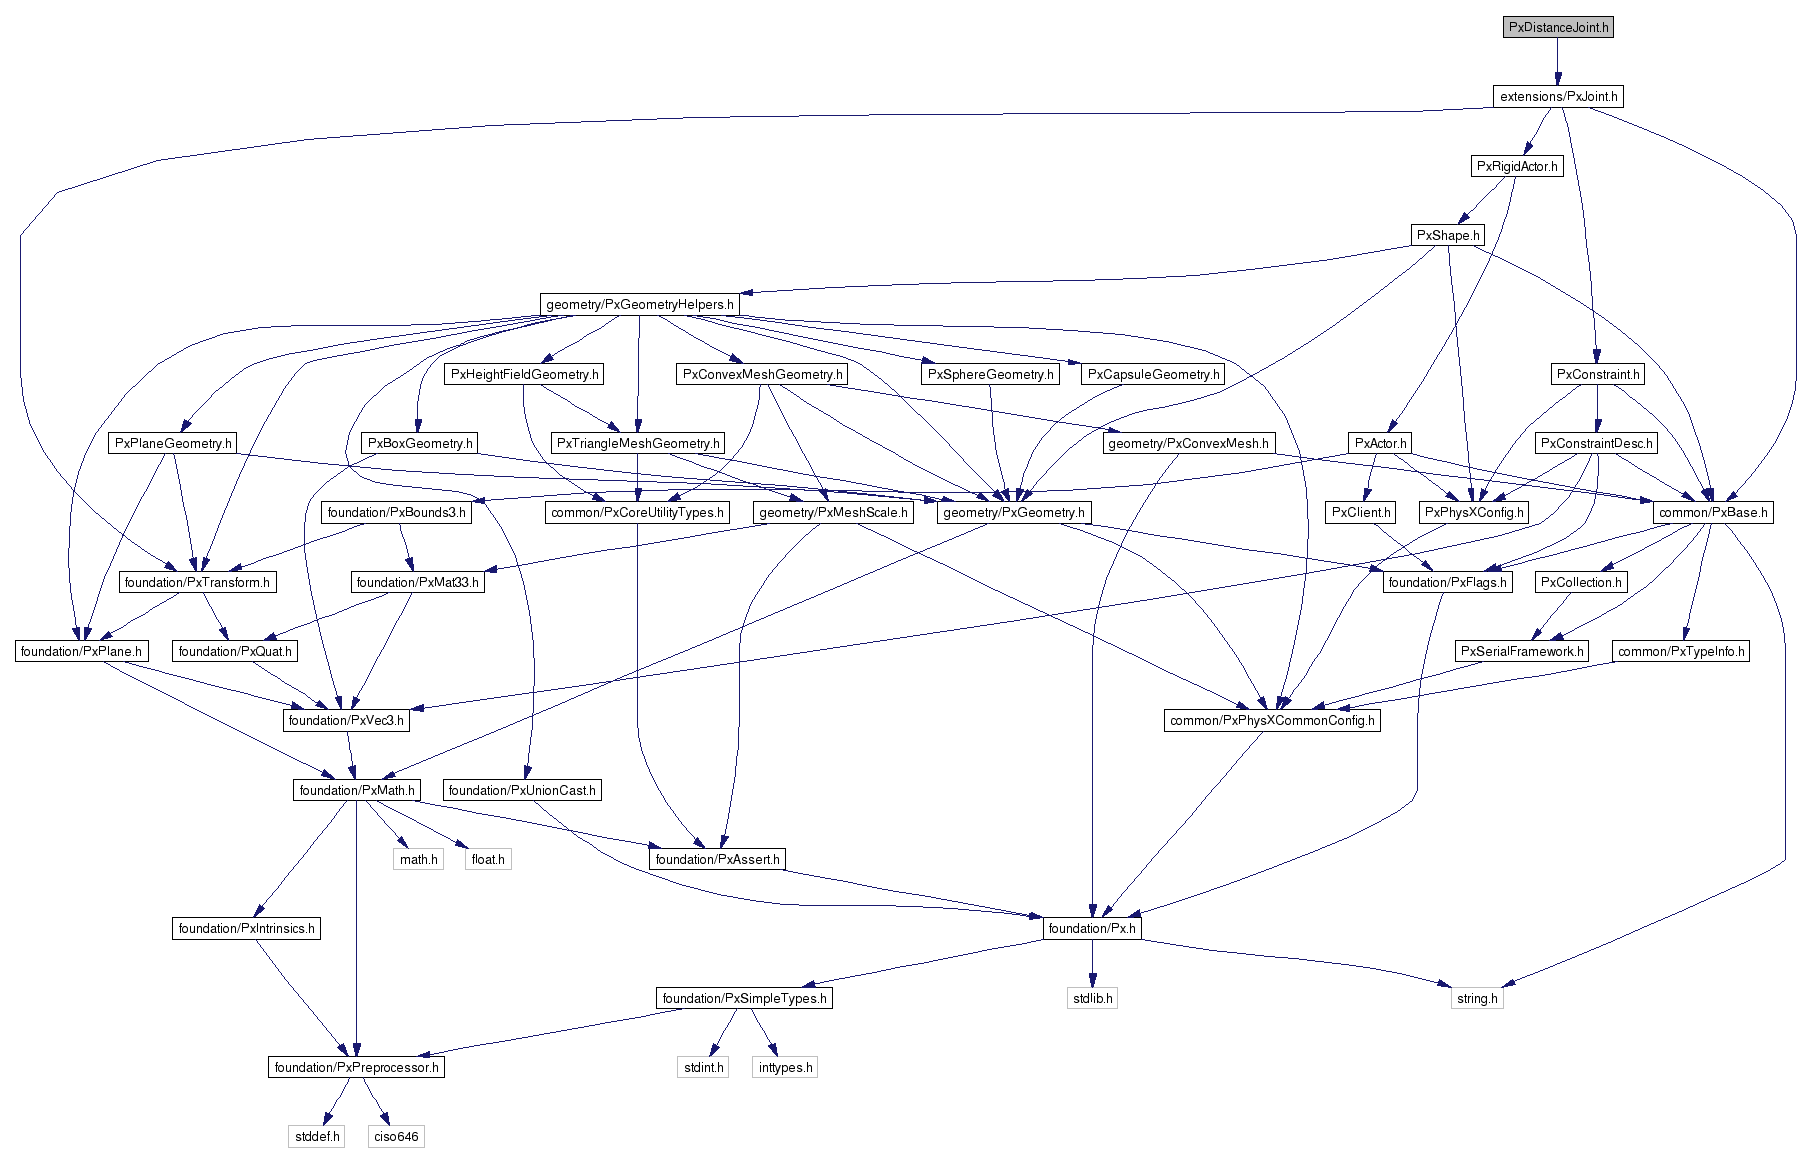 PxDistanceJoint.h
extensions/PxJoint.h
PxRigidActor.h
PxShape.h
geometry/PxGeometryHelpers.h
PxHeightFieldGeometry.h
PxConvexMeshGeometry.h
PxSphereGeometry.h
PxCapsuleGeometry.h
PxConstraint.h
PxPlaneGeometry.h
PxBoxGeometry.h
PxTriangleMeshGeometry.h
geometry/PxConvexMesh.h
PxActor.h
PxConstraintDesc.h
foundation/PxBounds3.h
common/PxCoreUtilityTypes.h
geometry/PxMeshScale.h
geometry/PxGeometry.h
PxClient.h
PxPhysXConfig.h
common/PxBase.h
foundation/PxTransform.h
foundation/PxMat33.h
foundation/PxFlags.h
PxCollection.h
foundation/PxPlane.h
foundation/PxQuat.h
PxSerialFramework.h
common/PxTypeInfo.h
foundation/PxVec3.h
common/PxPhysXCommonConfig.h
foundation/PxMath.h
foundation/PxUnionCast.h
math.h
float.h
foundation/PxAssert.h
foundation/PxIntrinsics.h
foundation/Px.h
foundation/PxSimpleTypes.h
stdlib.h
string.h
foundation/PxPreprocessor.h
stdint.h
inttypes.h
stddef.h
ciso646